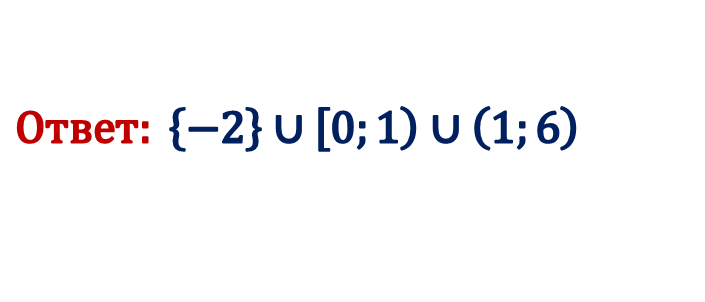 Ответ: {−2} ∪ [0; 1) ∪ (1; 6)